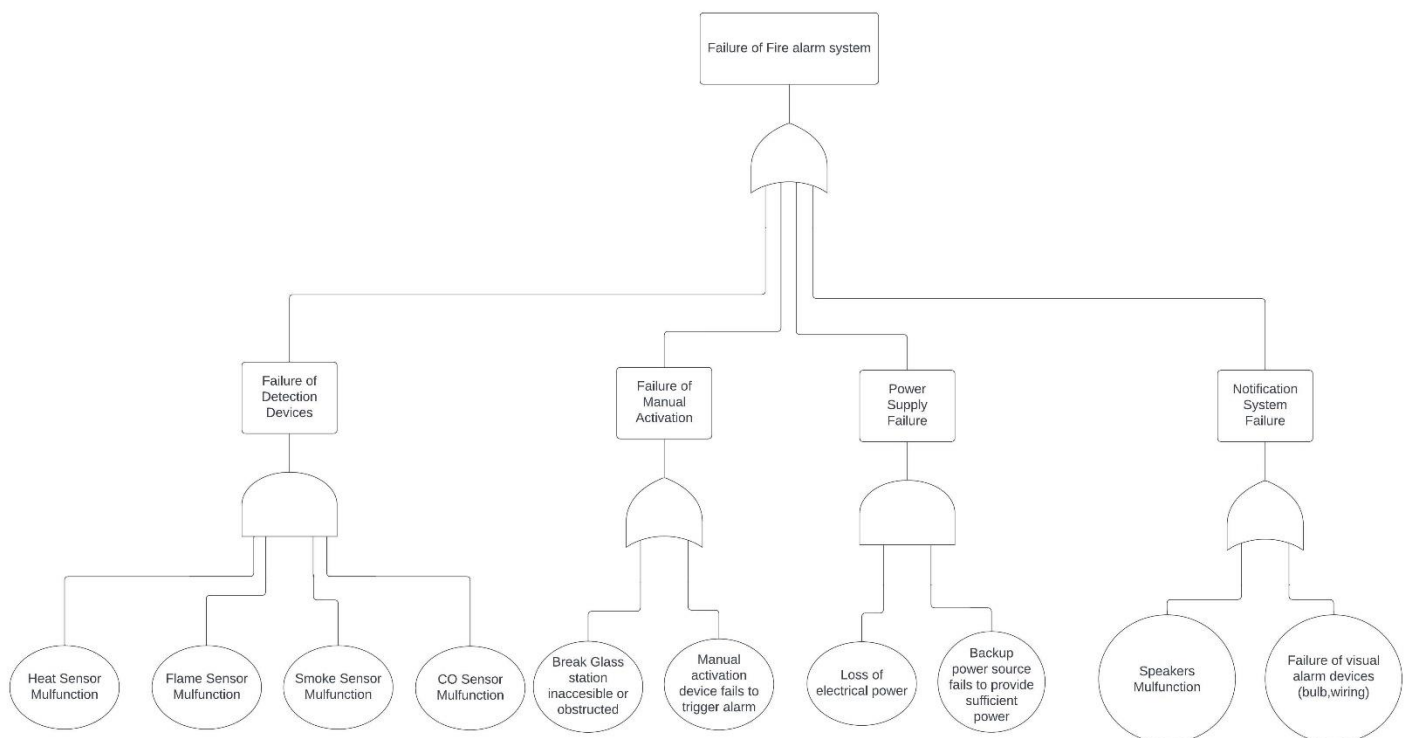 Failure of Fire alarm system
Failure of
Detection
Devices
Failure of
Manual
Activation
Power
Supply
Failure
Notification
System
Failure
Heat Sensor
Mulfunction
Flame Sensor
Mulfunction
Smoke Sensor
Mulfunction
CO Sensor
Mulfunction
Break Glass
station
inaccesible or
obstructed
Manual
activation
device fails to
trigger alarm
Loss of
electrical power
Backup
power source
fails to provide
sufficient
power
Speakers
Mulfunction
Failure of visual
alarm devices
(bulb,wiring)